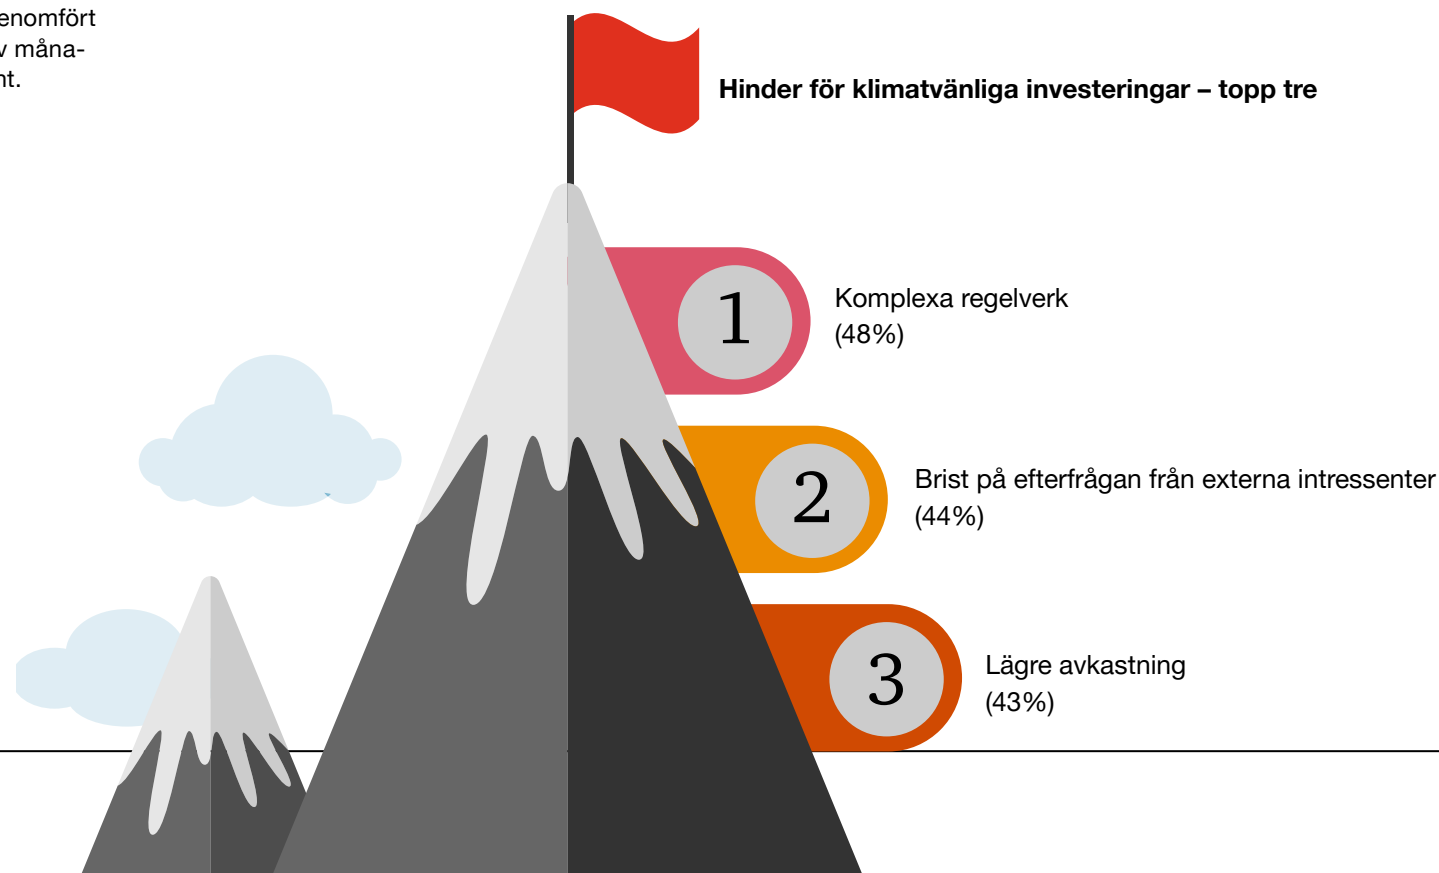 enomfört
v måna-
nt.
Hinder för klimatvänliga investeringar – topp tre
1
Komplexa regelverk
(48%)
2
Brist på efterfrågan från externa intressenter
(44%)
3
Lägre avkastning
(43%)